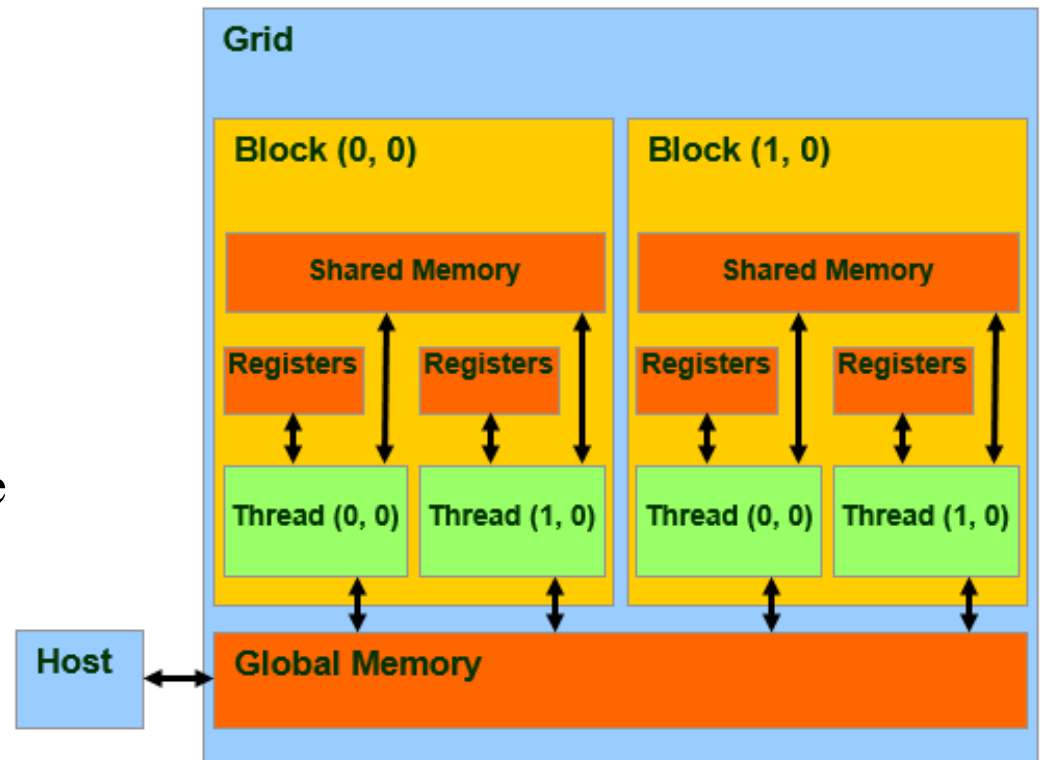 Grid
Block (0, 0)
Block (1, 0)
Shared Memory
Shared Memory
Registers
Registers
Registers
Registers
e
Thread (0, 0)
Thread (1, 0)
Thread (0, 0)
Thread (1, 0)
Host
Global Memory